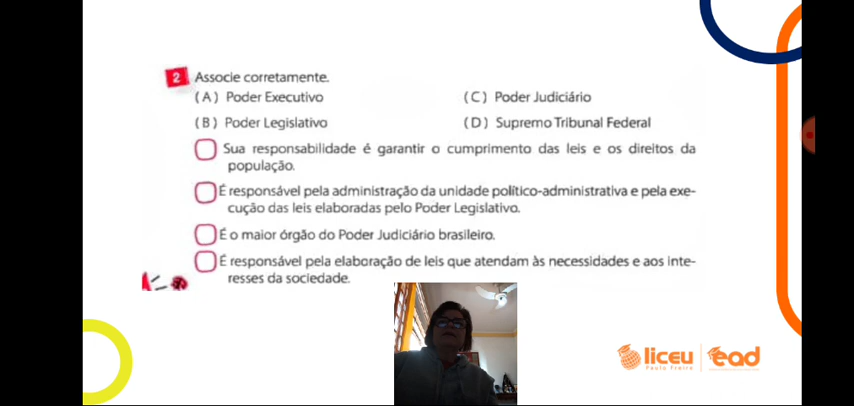 2 Associe corretamente.
( A ) Poder Executivo ( C ) Poder Judiciário
( B ) Poder Legislativo ( D ) Supremo Tribunal Federal
Sua responsabilidade é garantir o cumprimento das leis e os direitos da
população.
É responsável pela administração da unidade político-administrativa e pela exe-
cução das leis elaboradas pelo Poder Legislativo.
É o maior órgão do Poder Judiciário brasileiro.
É responsável pela elaboração de leis que atendam às necessidades e aos inte-
resses da sociedade.
liceu ead
Paulo Freire